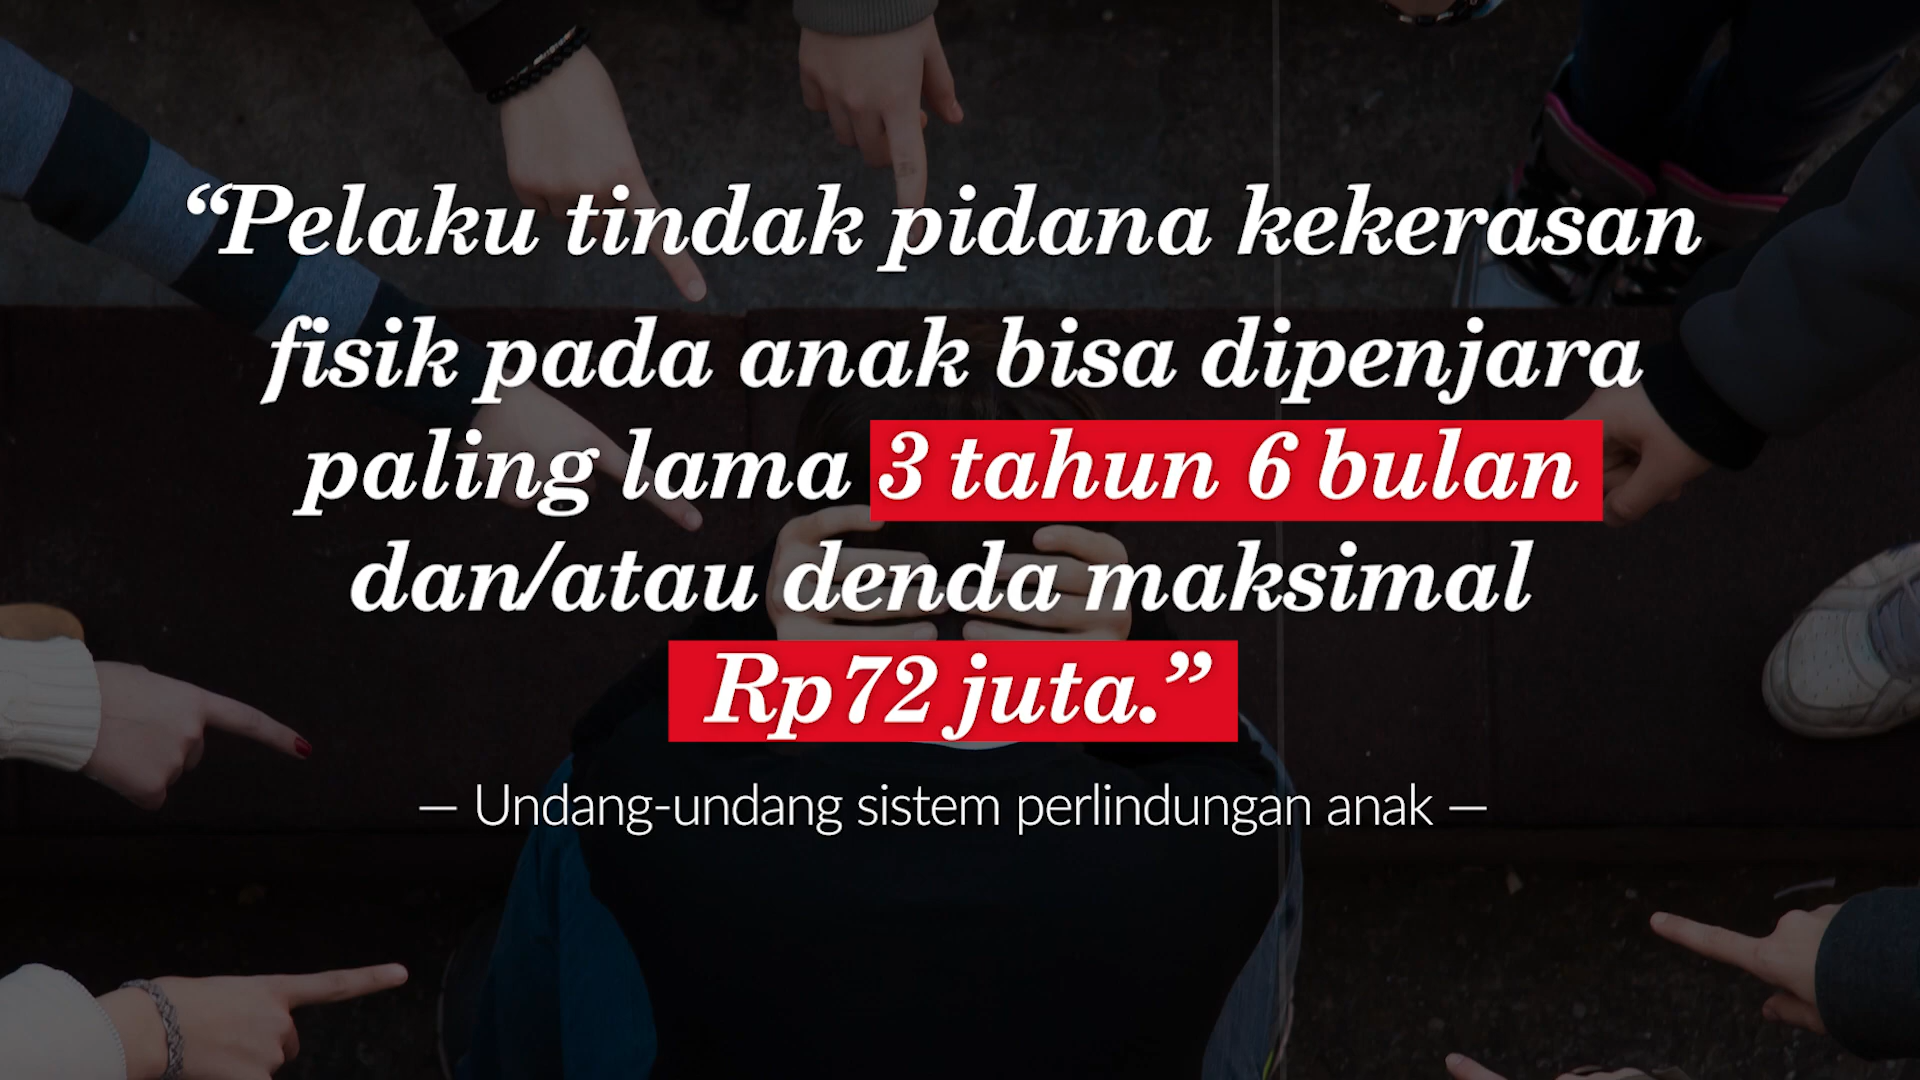 “Pelaku tindak pidana kekerasan
fisik pada anak bisa dipenjara
paling lama 3 tahun 6 bulan
dan/atau denda maksimal
Rp72 juta.”
— Undang-undang sistem perlindungan anak —